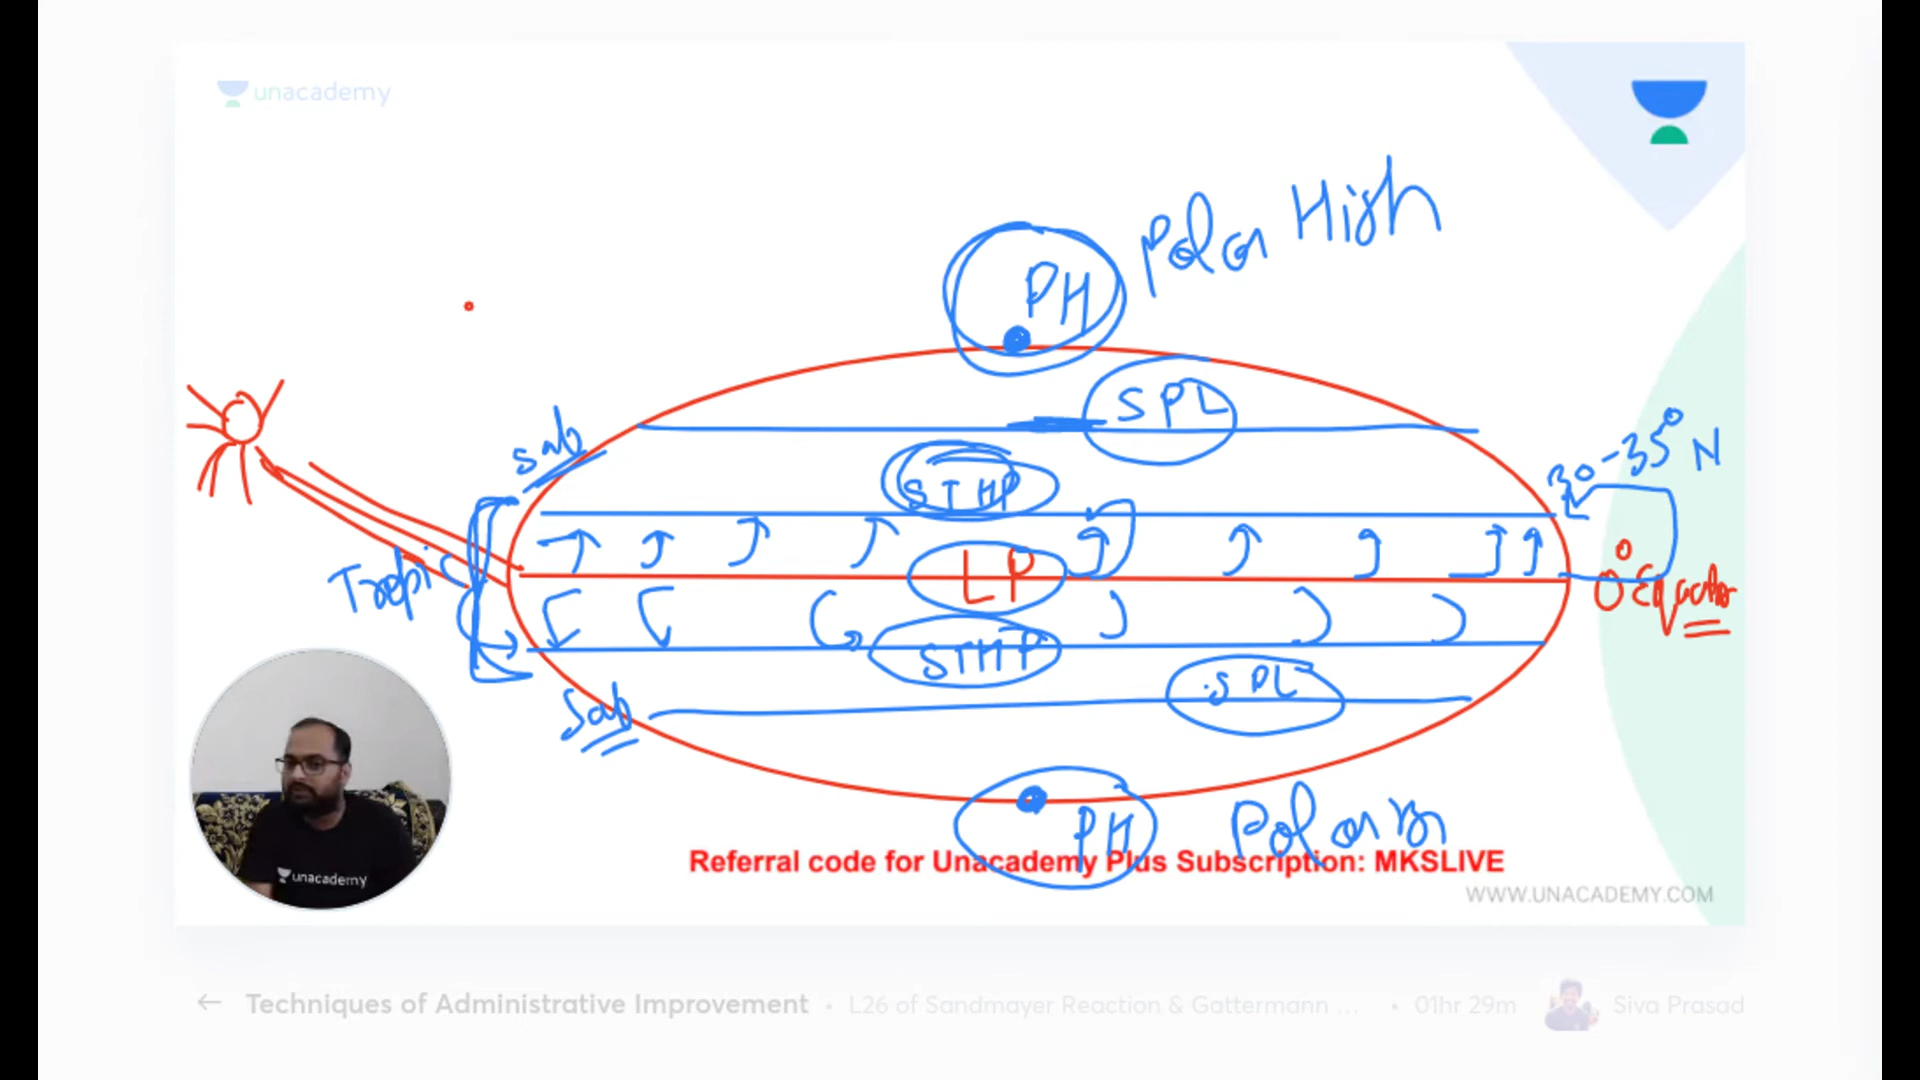 unacademy
Polar High
PH
SPL
Sub
STHP
30-35° N
LP
Tropic
0° Equator
STHP
SPL
Sub
PH
Referral code for Unacademy Plus Subscription: MKSLIVE
WWW.UNACADEMY.COM
unacademy
← Techniques of Administrative Improvement • L26 of Sandmayer Reaction & Gattermann ... • 01hr 29m Siva Prasad